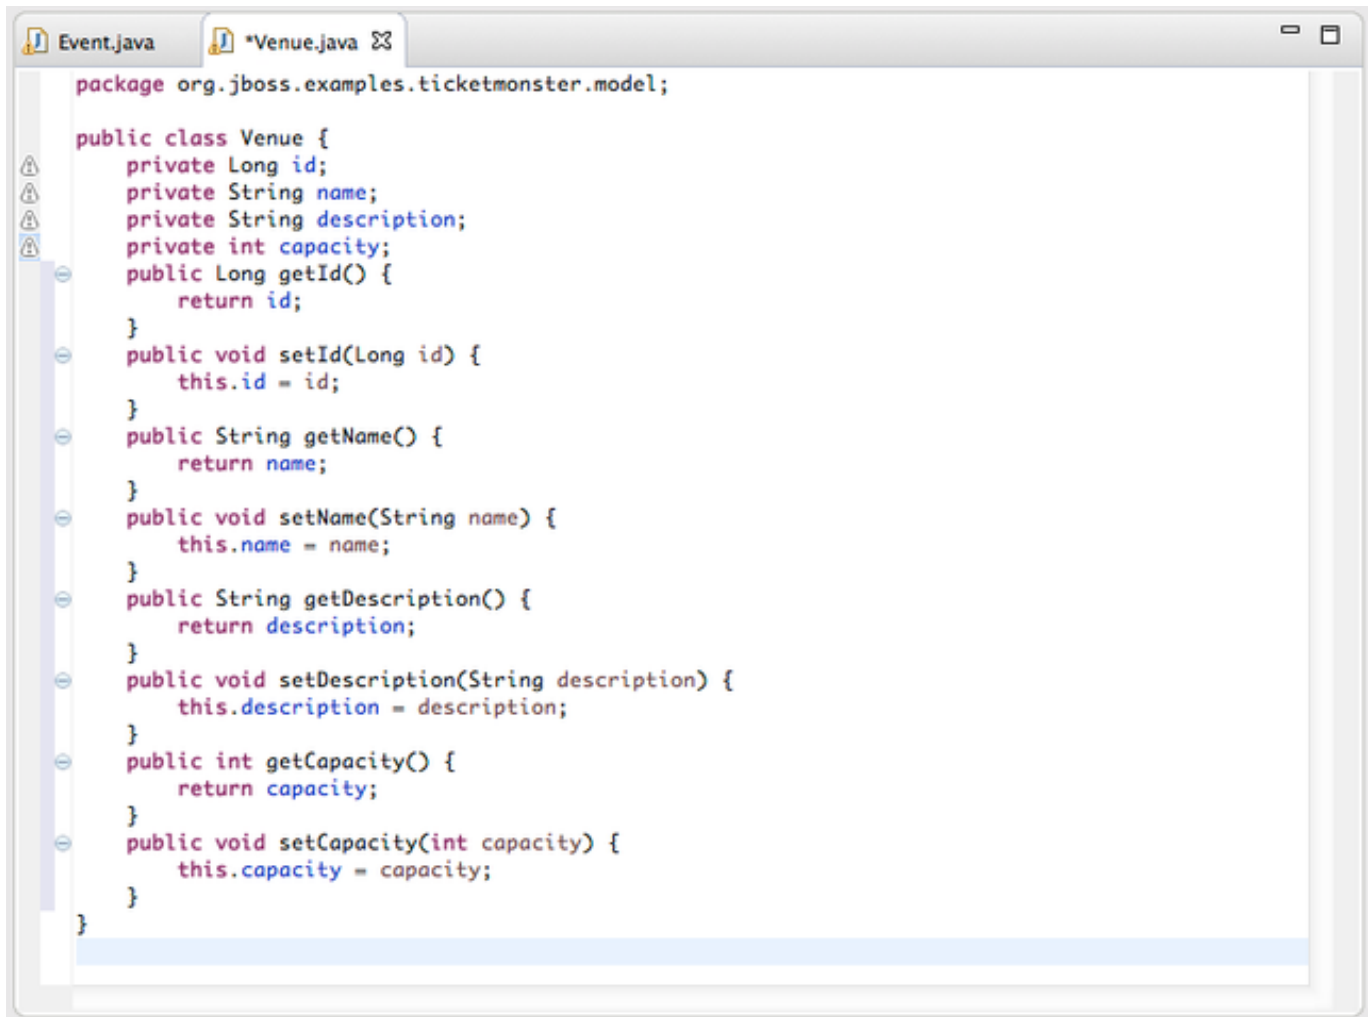 Event.java
*Venue.java
package org.jboss.examples.ticketmonster.model;
public class Venue {
    private Long id;
    private String name;
    private String description;
    private int capacity;
    public Long getId() {
        return id;
    }
    public void setId(Long id) {
        this.id = id;
    }
    public String getName() {
        return name;
    }
    public void setName(String name) {
        this.name = name;
    }
    public String getDescription() {
        return description;
    }
    public void setDescription(String description) {
        this.description = description;
    }
    public int getCapacity() {
        return capacity;
    }
    public void setCapacity(int capacity) {
        this.capacity = capacity;
    }
}